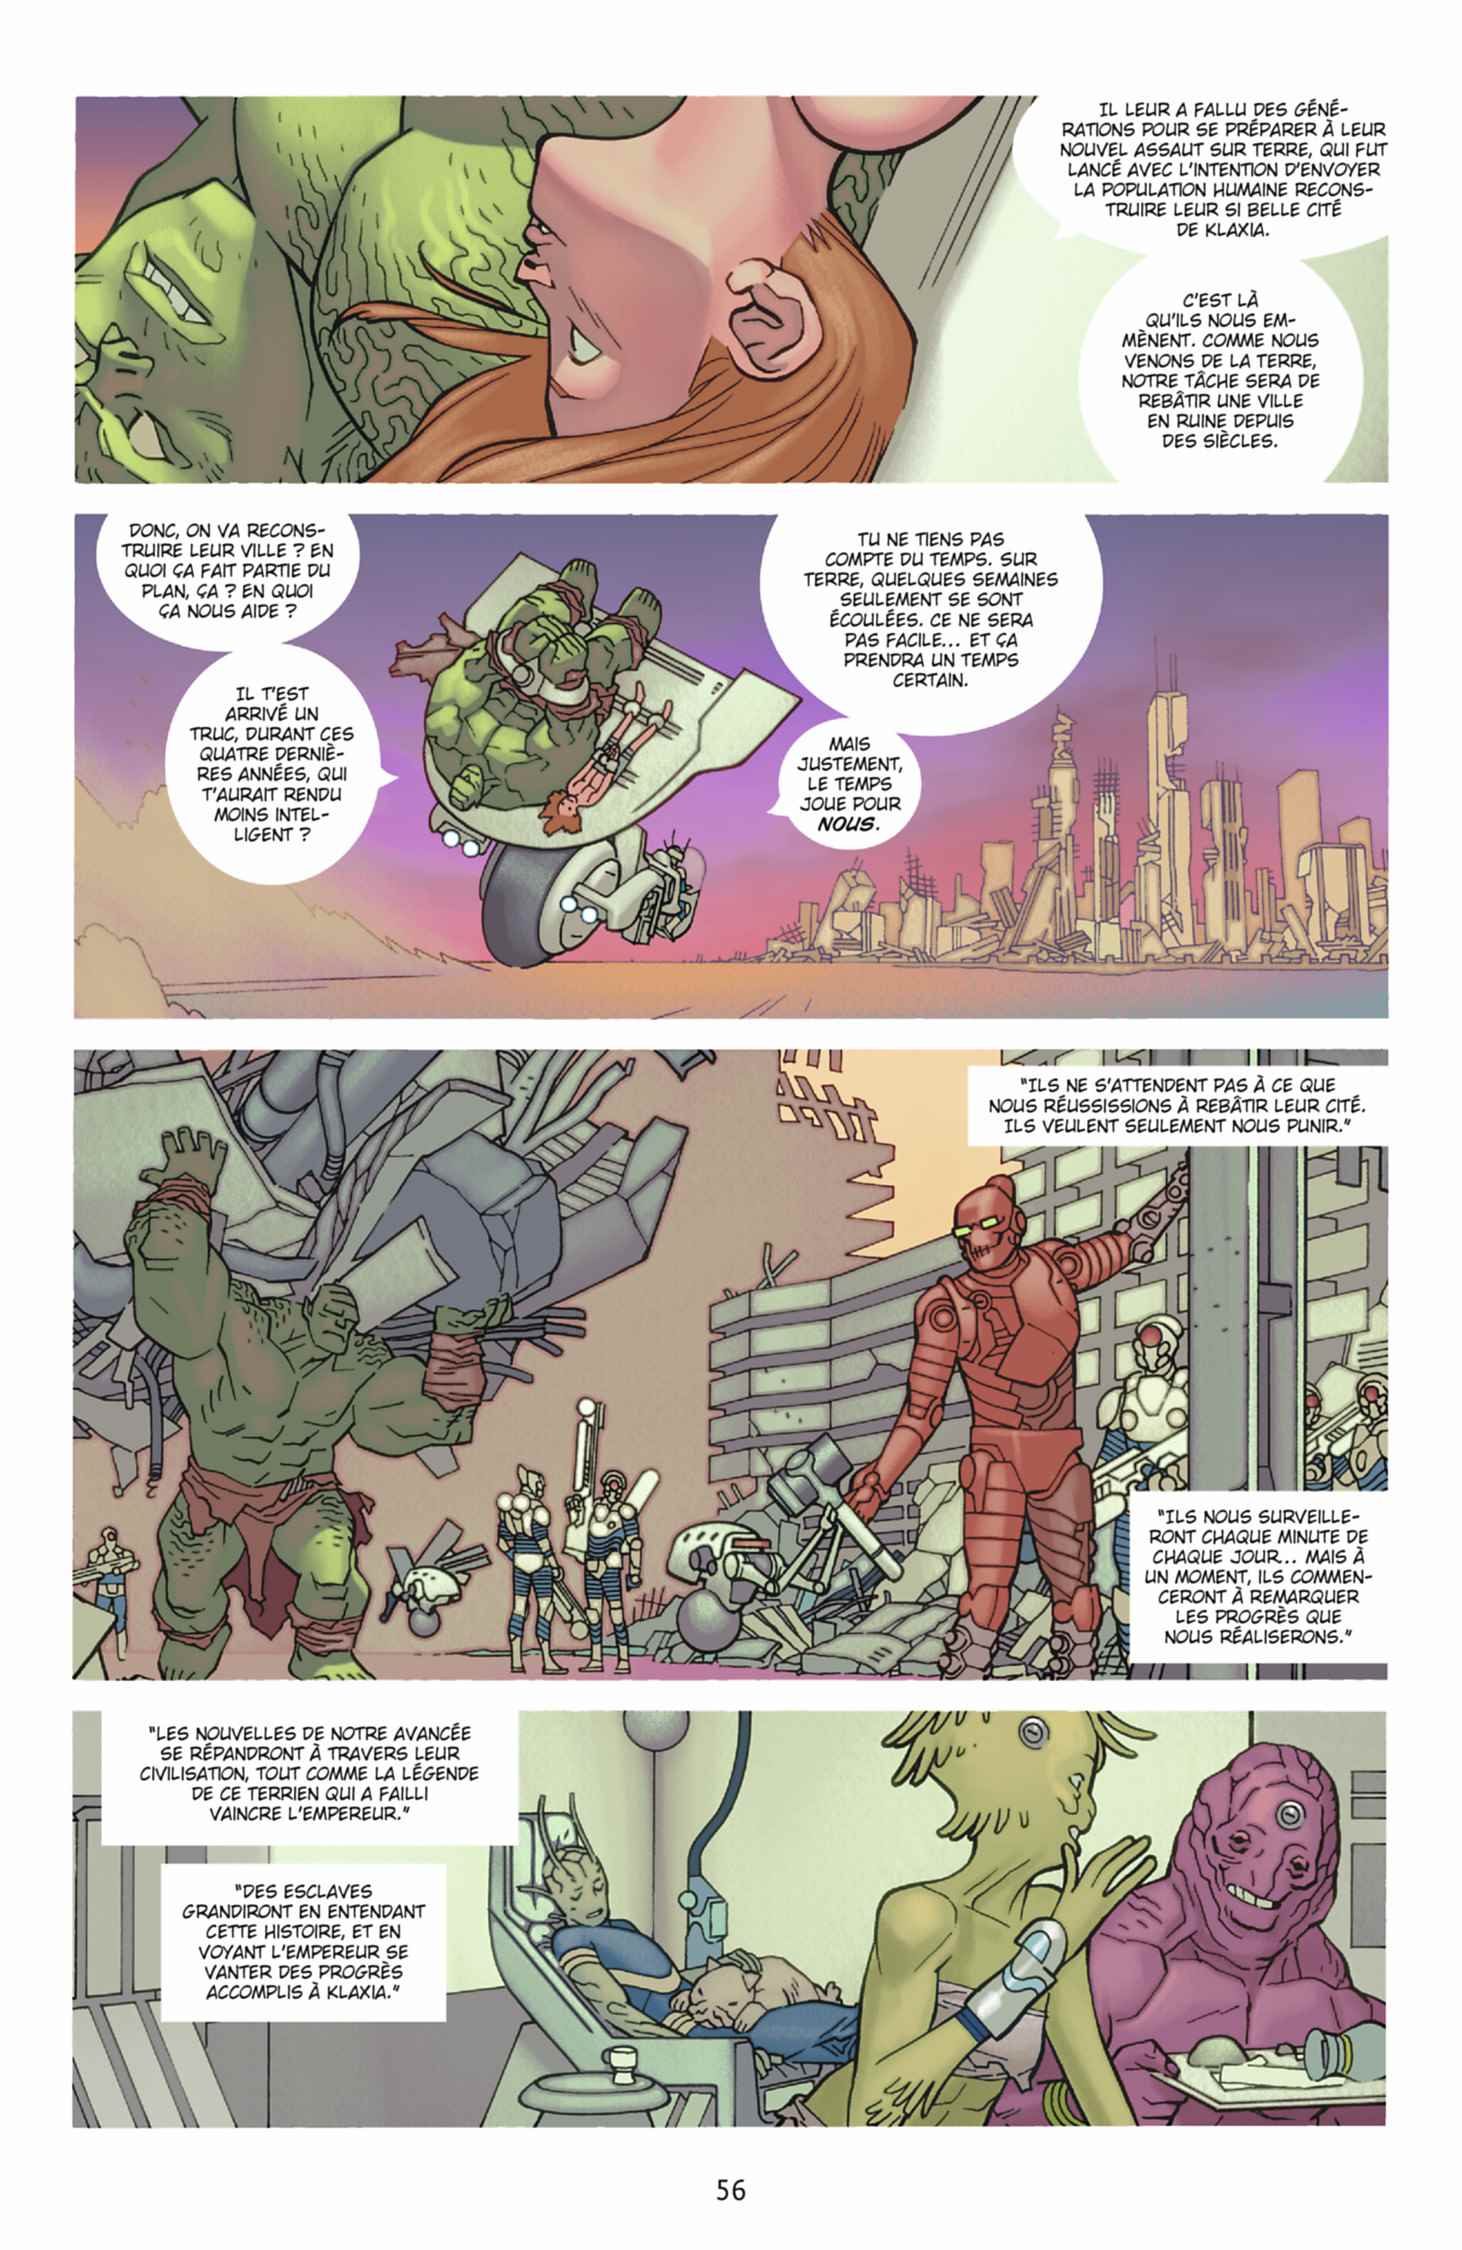 IL LEUR A FALLU DES GÉNÉ-
RATIONS POUR SE PRÉPARER À LEUR
NOUVEL ASSAUT SUR TERRE, QUI FUT
LANCÉ AVEC L'INTENTION D'ENVOYER
LA POPULATION HUMAINE RECONS-
TRUIRE LEUR SI BELLE CITÉ
DE KLAXIA.
C'EST LÀ
QU'ILS NOUS EM-
MÈNENT. COMME NOUS
VENONS DE LA TERRE,
NOTRE TÂCHE SERA DE
REBÂTIR UNE VILLE
EN RUINE DEPUIS
DES SIÈCLES.
DONC, ON VA RECONS-
TRUIRE LEUR VILLE ? EN
QUOI ÇA FAIT PARTIE DU
PLAN, ÇA ? EN QUOI
ÇA NOUS AIDE ?
IL T'EST
ARRIVÉ UN
TRUC, DURANT CES
QUATRE DERNIÈ-
RES ANNÉES, QUI
T'AURAIT RENDU
MOINS INTEL-
LIGENT ?
TU NE TIENS PAS
COMPTE DU TEMPS. SUR
TERRE, QUELQUES SEMAINES
SEULEMENT SE SONT
ÉCOULÉES. CE NE SERA
PAS FACILE... ET ÇA
PRENDRA UN TEMPS
CERTAIN.
MAIS
JUSTEMENT,
LE TEMPS
JOUE POUR
NOUS.
"ILS NE S'ATTENDENT PAS À CE QUE
NOUS RÉUSSISSIONS À REBÂTIR LEUR CITÉ.
ILS VEULENT SEULEMENT NOUS PUNIR."
"ILS NOUS SURVEILLE-
RONT CHAQUE MINUTE DE
CHAQUE JOUR... MAIS À
UN MOMENT, ILS COMMEN-
CERONT À REMARQUER
LES PROGRÈS QUE
NOUS RÉALISERONS."
"LES NOUVELLES DE NOTRE AVANCÉE
SE RÉPANDRONT À TRAVERS LEUR
CIVILISATION, TOUT COMME LA LÉGENDE
DE CE TERRIEN QUI A FAILLI
VAINCRE L'EMPEREUR."
"DES ESCLAVES
GRANDIRONT EN ENTENDANT
CETTE HISTOIRE, ET EN
VOYANT L'EMPEREUR SE
VANTER DES PROGRÈS
ACCOMPLIS À KLAXIA."
56